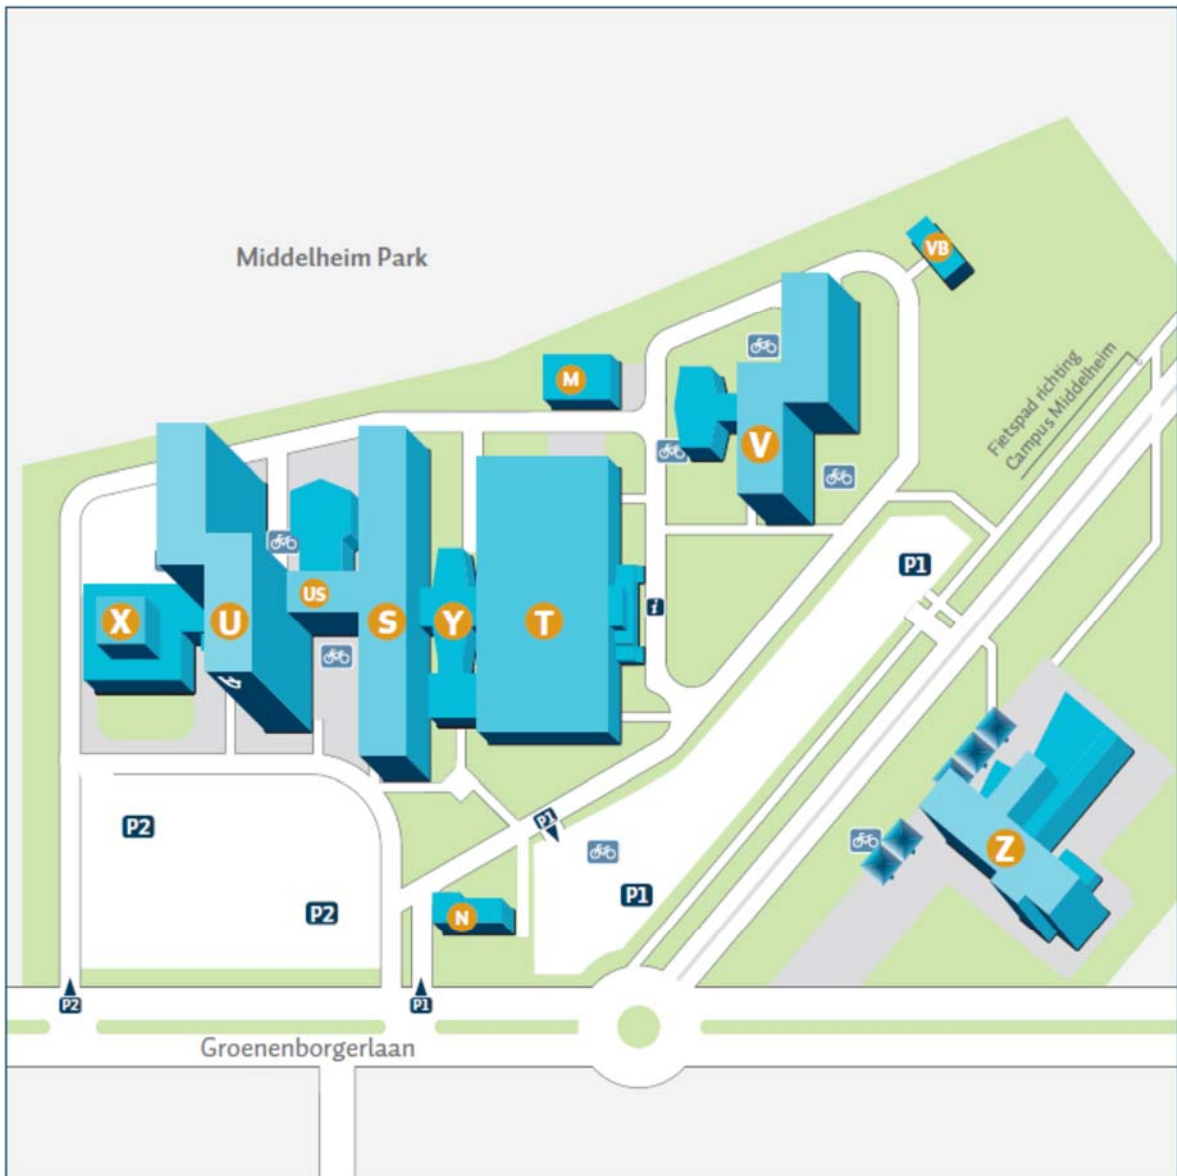 Middelheim Park
VB
M
V
Fietspad richting
Campus Middelheim
P1
X
U
US
S
Y
T
i
P2
P1
Z
P2
P1
N
P2
P1
Groenenborgerlaan